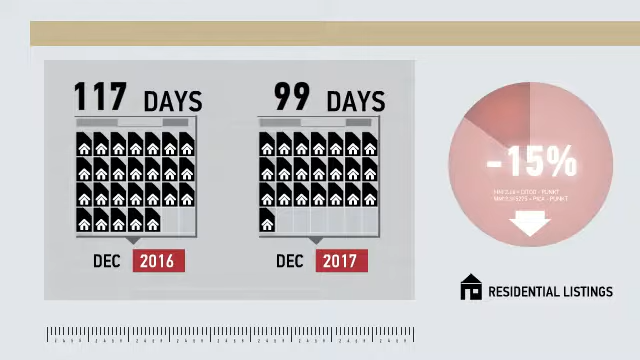 117 DAYS
99 DAYS
-15%
DEC 2016
DEC 2017
RESIDENTIAL LISTINGS